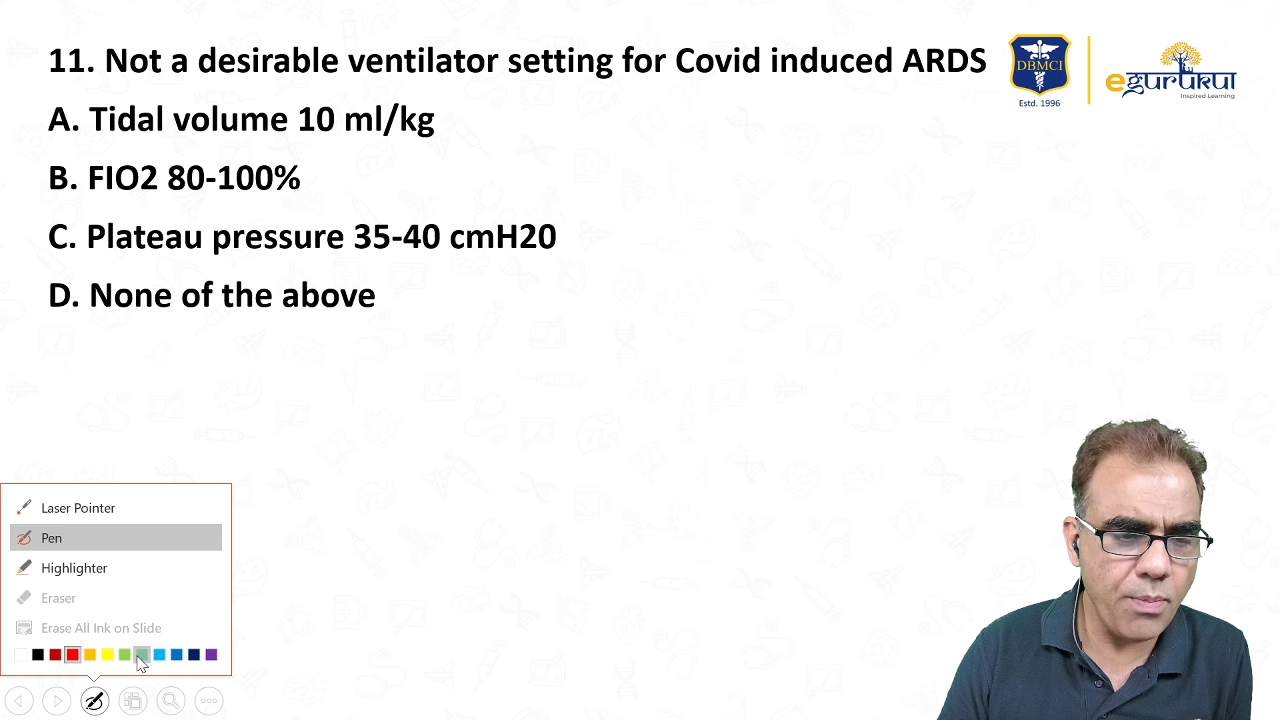 11. Not a desirable ventilator setting for Covid induced ARDS
A. Tidal volume 10 ml/kg
B. FIO2 80-100%
C. Plateau pressure 35-40 cmH20
D. None of the above
DBMCI
Estd. 1996
egurukul
Inspired Learning
Laser Pointer
Pen
Highlighter
Eraser
Erase All Ink on Slide